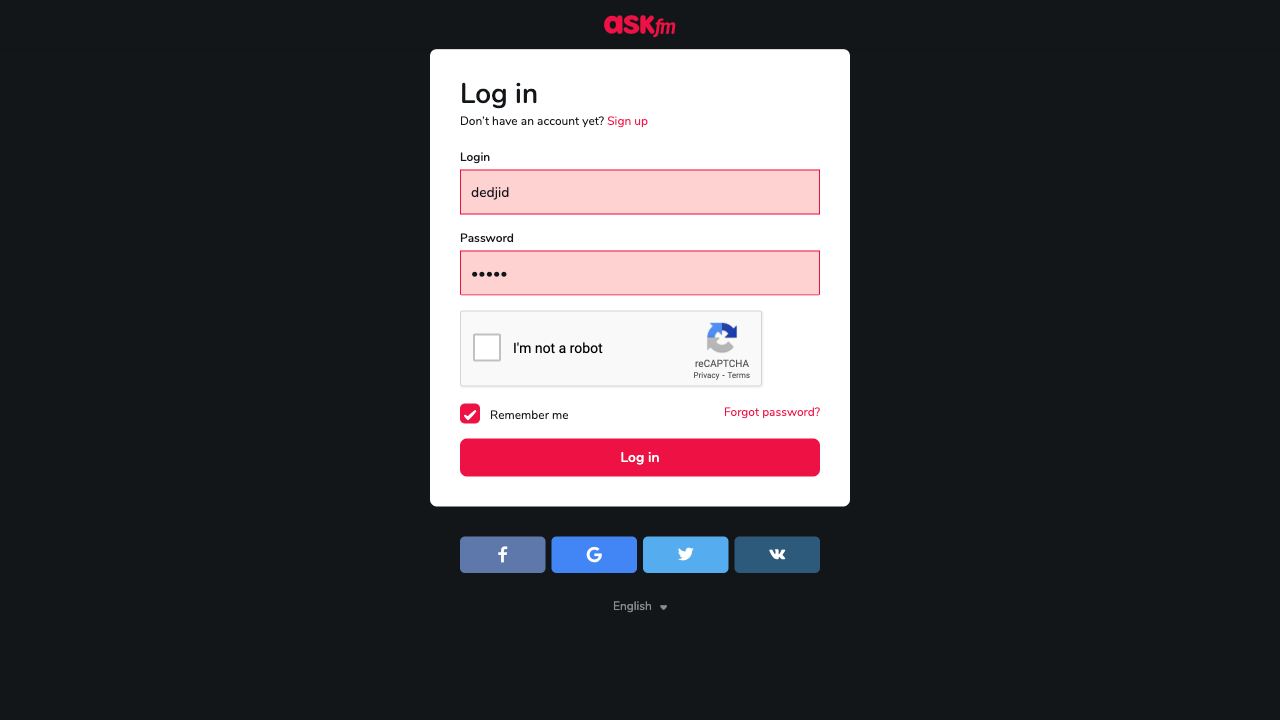 ASKfm
Log in
Don't have an account yet? Sign up
Login
dedjid
Password
•••••
I'm not a robot
reCAPTCHA
Privacy - Terms
Remember me
Forgot password?
Log in
English